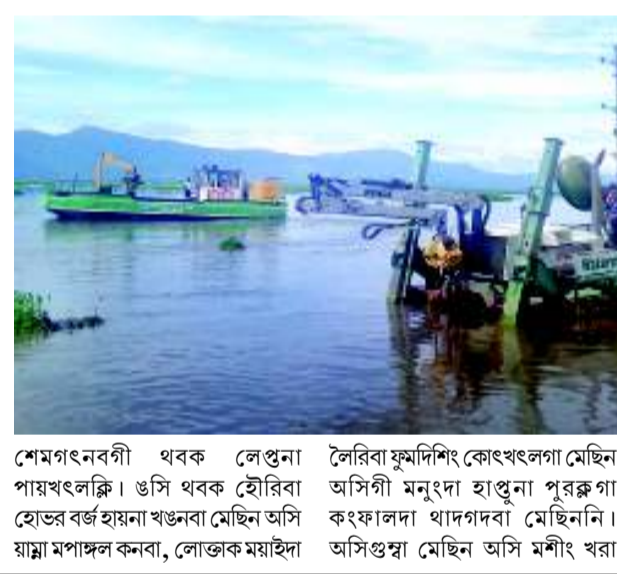 শেমগৎনবগী থবক লেপ্তনা
পায়খৎলক্লি। ঙসি থবক হৌরিবা
হোভর বর্জ হায়না খঙনবা মেছিন অসি
য়াম্না মপাঙ্গল কনবা, লোক্তাক ময়াইদা
লৈরিবা ফুমদিশিং কোৎখৎলগা মেছিন
অসিগী মনুংদা হাপ্তুনা পুরক্লগা
কংফালদা থাদগদবা মেছিননি।
অসিগুম্বা মেছিন অসি মশীং খরা